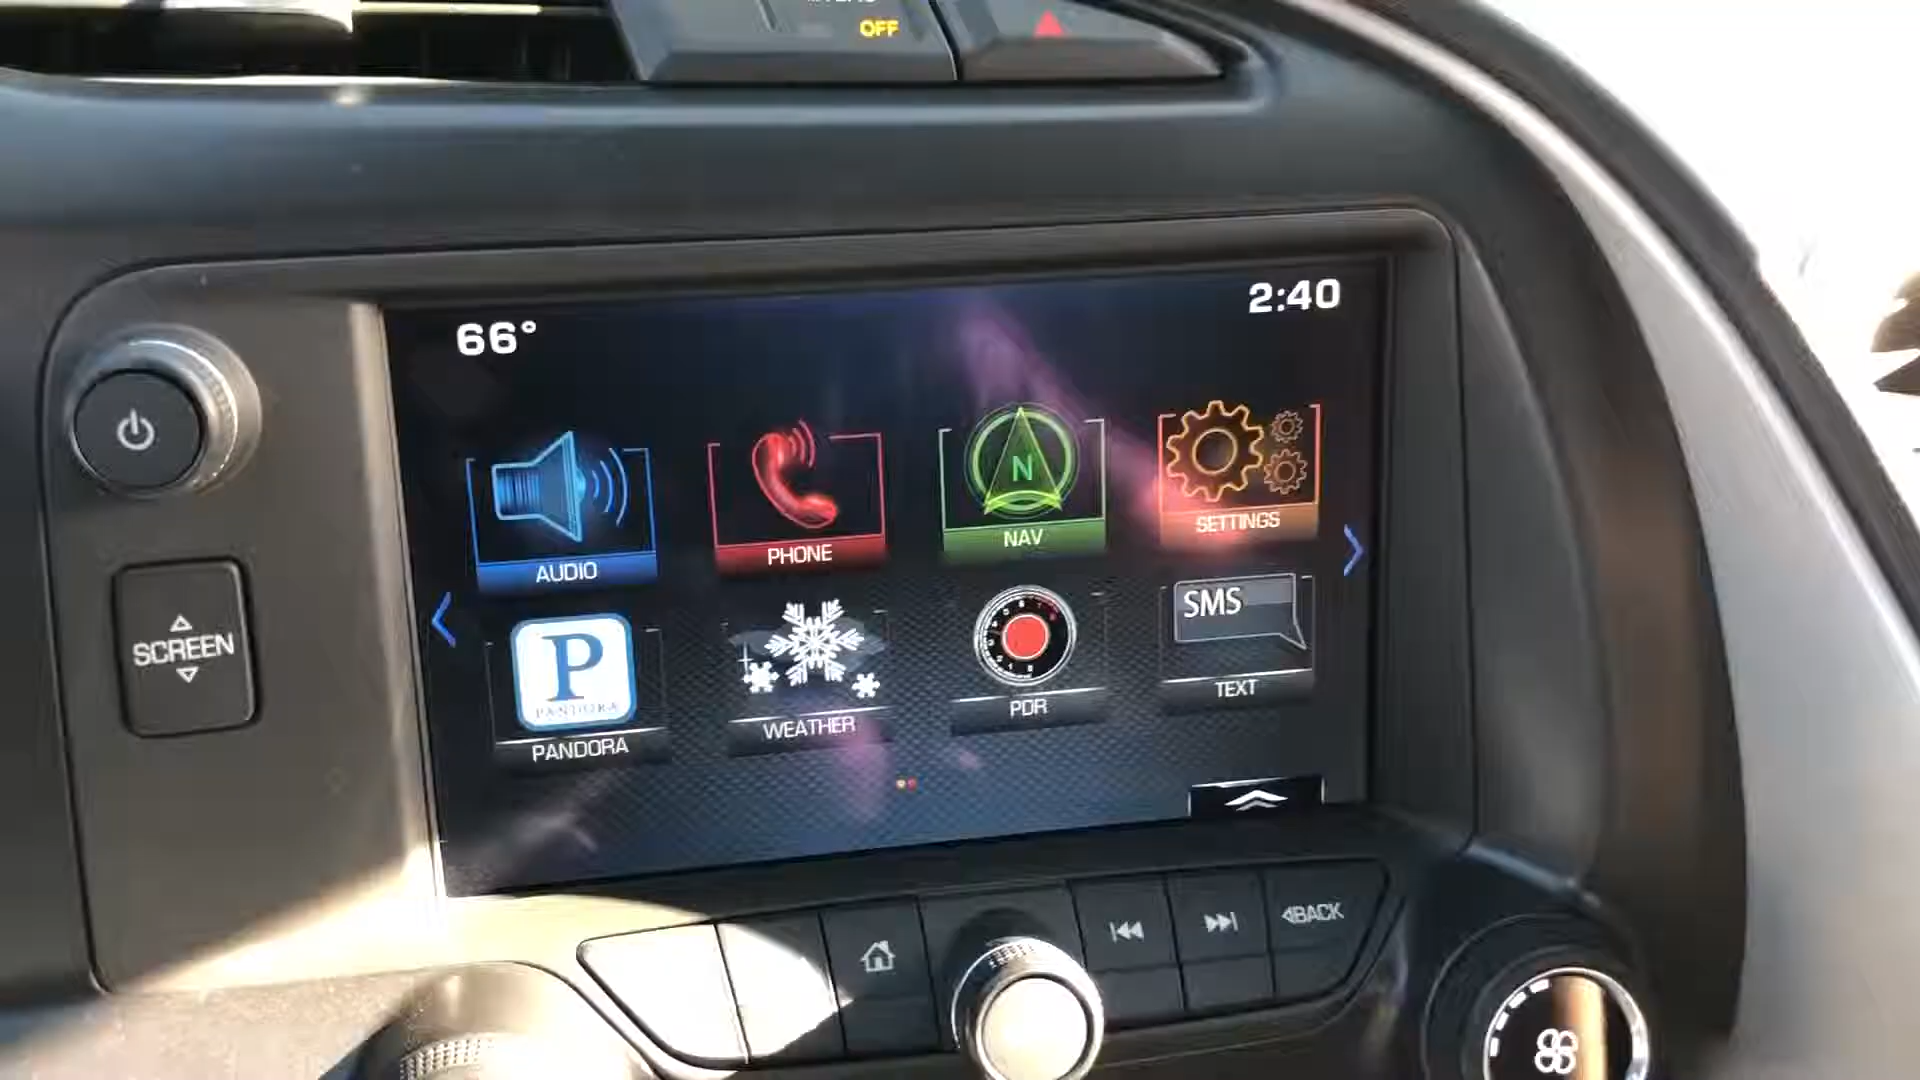 OFF
66°
2:40
AUDIO
PHONE
N
NAV
SETTINGS
SCREEN
P
PANDORA
PANDORA
WEATHER
PDR
SMS
TEXT
BACK